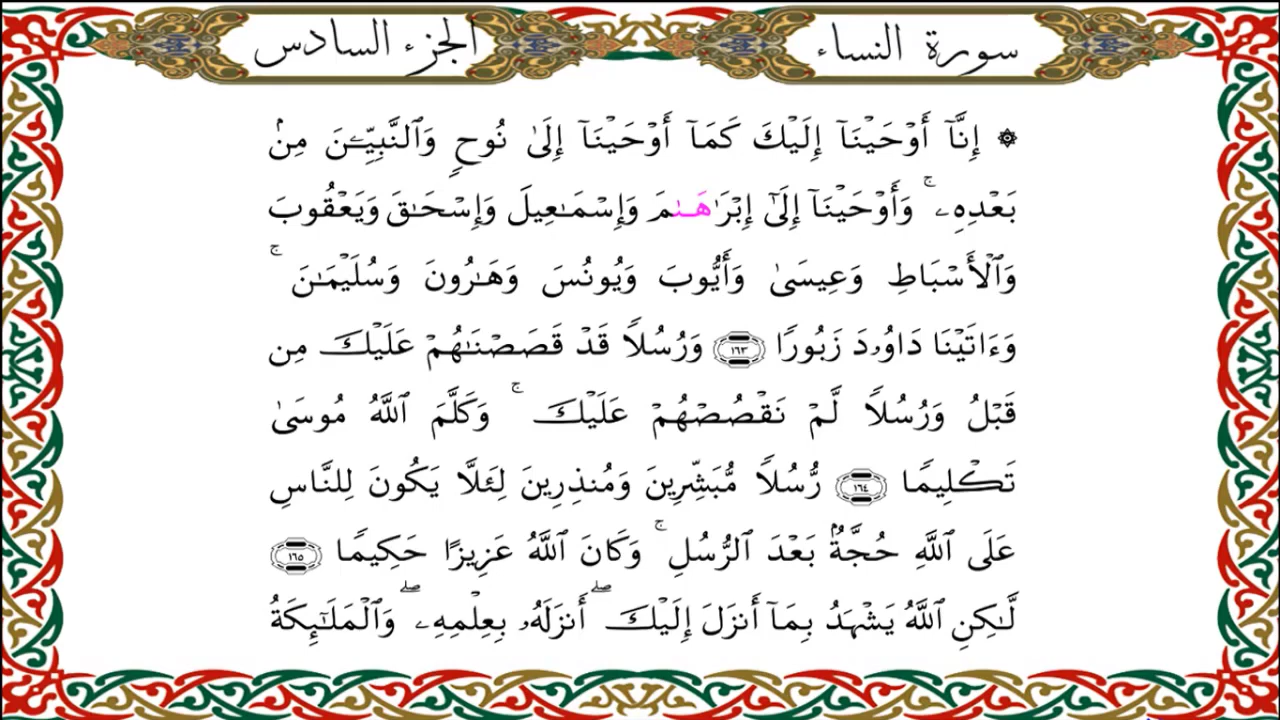 سورة النساء
الجزء السادس
۞ إِنَّآ أَوْحَيْنَآ إِلَيْكَ كَمَآ أَوْحَيْنَآ إِلَىٰ نُوحٍ وَٱلنَّبِيِّـۧنَ مِنۢ
بَعْدِهِۦ ۚ وَأَوْحَيْنَآ إِلَىٰٓ إِبْرَٰهَـٰمَ وَإِسْمَـٰعِيلَ وَإِسْحَـٰقَ وَيَعْقُوبَ
وَٱلْأَسْبَاطِ وَعِيسَىٰ وَأَيُّوبَ وَيُونُسَ وَهَـٰرُونَ وَسُلَيْمَـٰنَ ۚ
وَءَاتَيْنَا دَاوُۥدَ زَبُورًا ١٦٣ وَرُسُلًا قَدْ قَصَصْنَـٰهُمْ عَلَيْكَ مِن
قَبْلُ وَرُسُلًا لَّمْ نَقْصُصْهُمْ عَلَيْكَ ۚ وَكَلَّمَ ٱللَّهُ مُوسَىٰ
تَكْلِيمًا ١٦٤ رُّسُلًا مُّبَشِّرِينَ وَمُنذِرِينَ لِئَلَّا يَكُونَ لِلنَّاسِ
عَلَى ٱللَّهِ حُجَّةٌۢ بَعْدَ ٱلرُّسُلِ ۚ وَكَانَ ٱللَّهُ عَزِيزًا حَكِيمًا ١٦٥
لَّـٰكِنِ ٱللَّهُ يَشْهَدُ بِمَآ أَنزَلَ إِلَيْكَ ۖ أَنزَلَهُۥ بِعِلْمِهِۦ ۖ وَٱلْمَلَـٰٓئِكَةُ